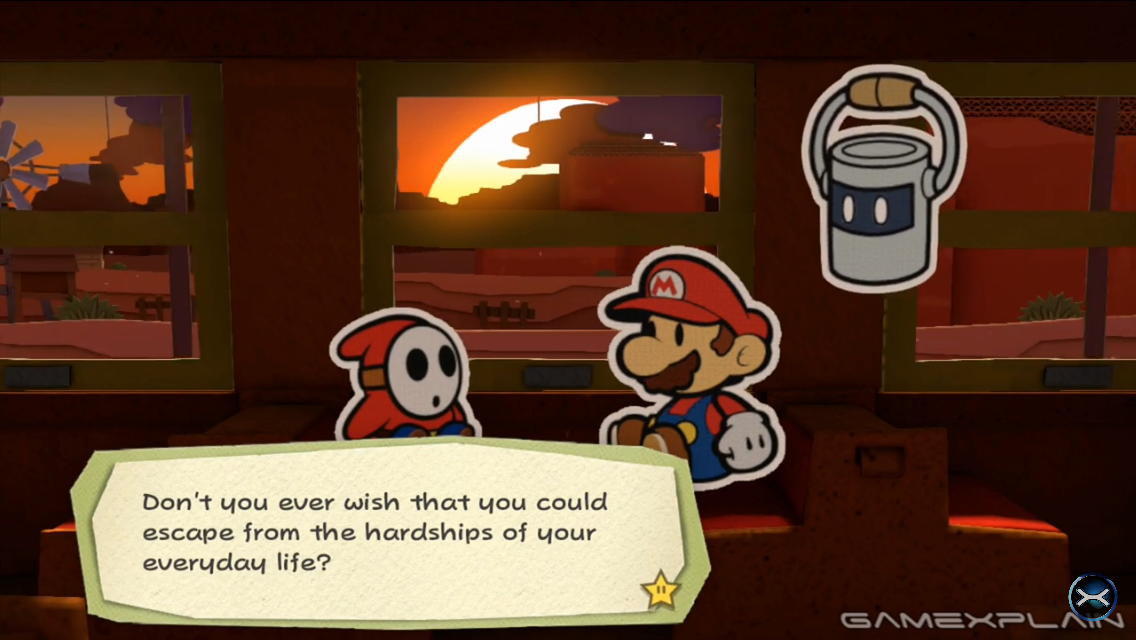 M
Don't you ever wish that you could
escape from the hardships of your
everyday life?
GAMEXPLAIN